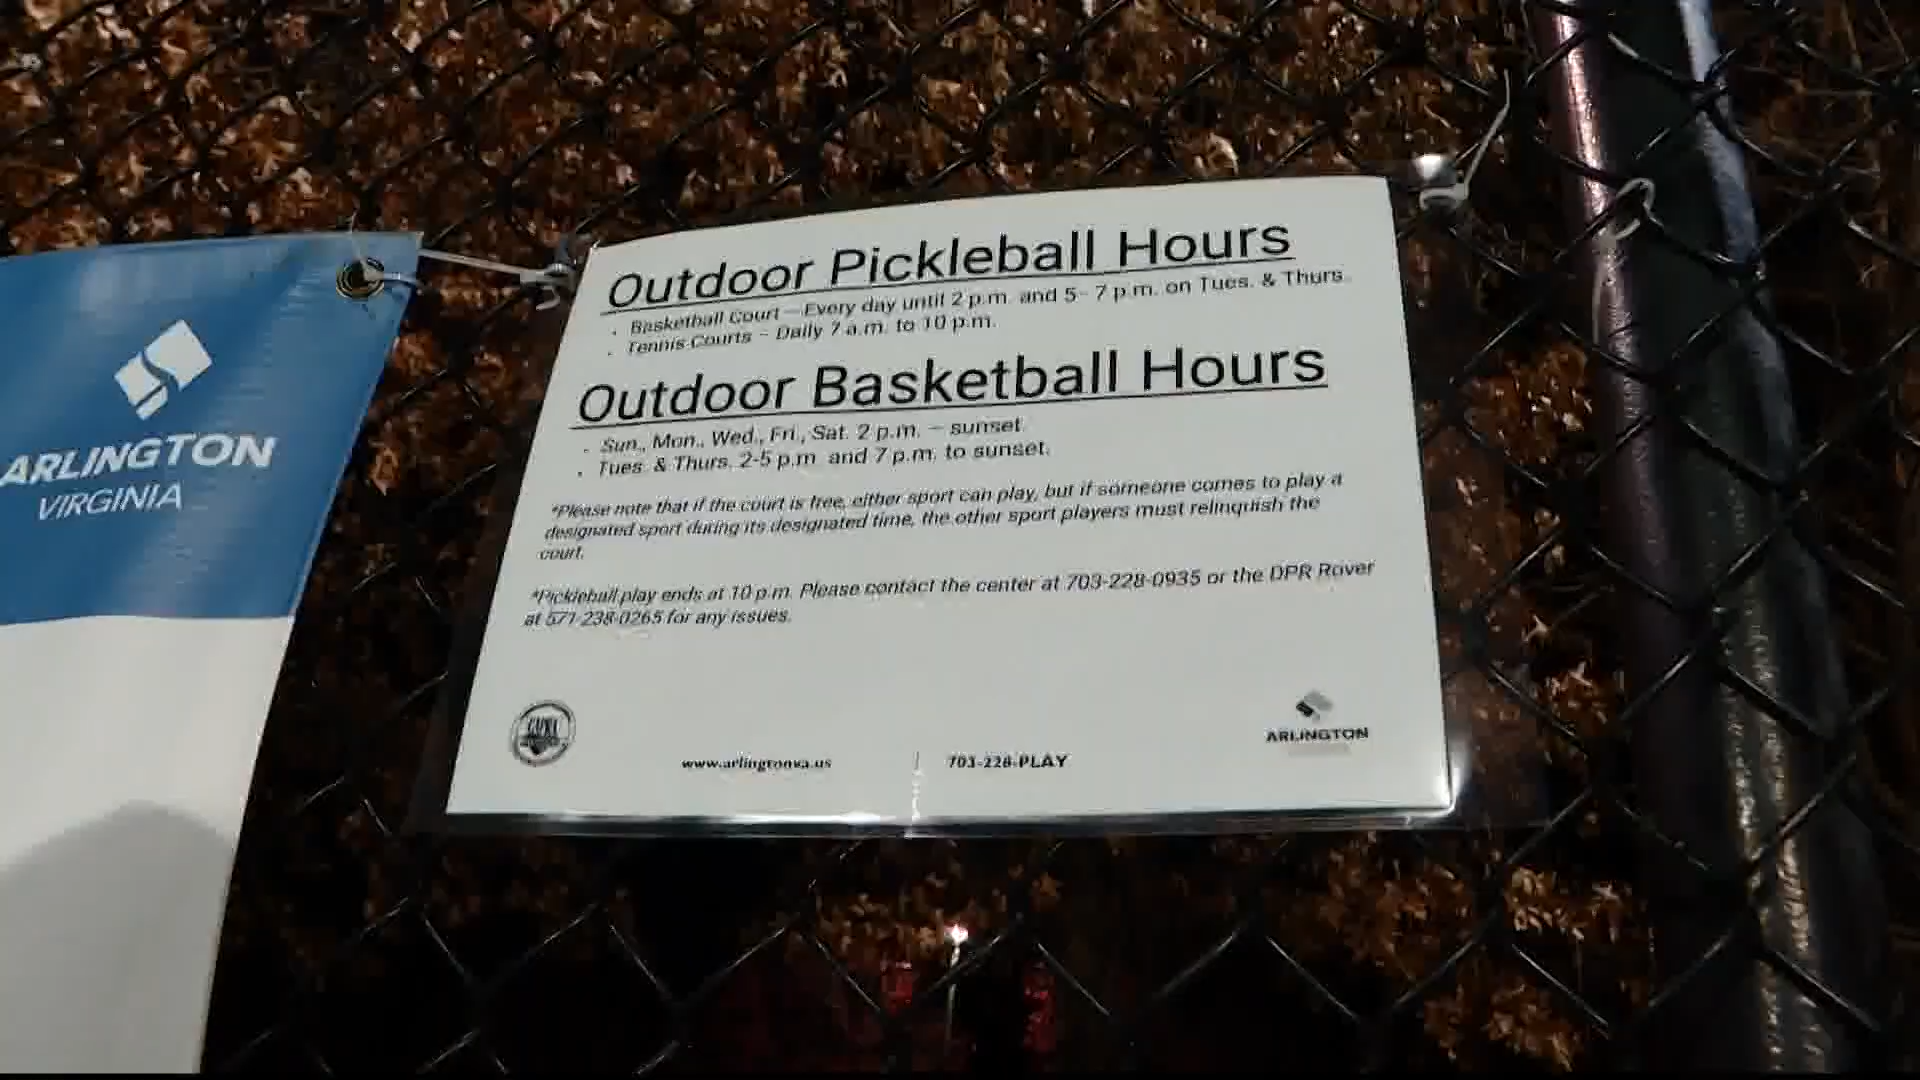 Outdoor Pickleball Hours
· Basketball Court – Every day until 2 p.m. and 5- 7 p.m. on Tues. & Thurs.
· Tennis Courts – Daily 7 a.m. to 10 p.m.
Outdoor Basketball Hours
· Sun., Mon., Wed., Fri., Sat. 2 p.m. – sunset.
· Tues. & Thurs. 2-5 p.m. and 7 p.m. to sunset.
*Please note that if the court is free, either sport can play, but if someone comes to play a
designated sport during its designated time, the other sport players must relinquish the
court.
*Pickleball play ends at 10 p.m. Please contact the center at 703-228-0935 or the DPR Rover
at 571-238-0265 for any issues.
www.arlingtonva.us | 703-228-PLAY
ARLINGTON
ARLINGTON
VIRGINIA